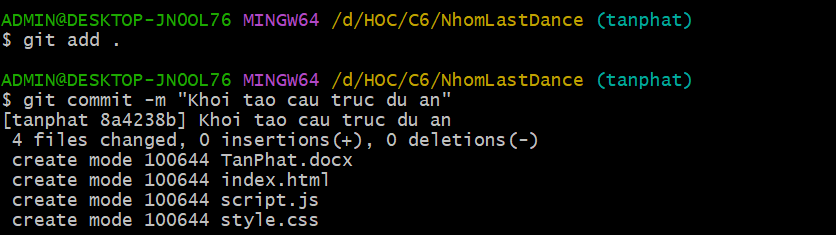 ADMIN@DESKTOP-JNOOL76 MINGW64 /d/HOC/C6/NhomLastDance (tanphat)
$ git add .
ADMIN@DESKTOP-JNOOL76 MINGW64 /d/HOC/C6/NhomLastDance (tanphat)
$ git commit -m "Khoi tao cau truc du an"
[tanphat 8a4238b] Khoi tao cau truc du an
 4 files changed, 0 insertions(+), 0 deletions(-)
 create mode 100644 TanPhat.docx
 create mode 100644 index.html
 create mode 100644 script.js
 create mode 100644 style.css